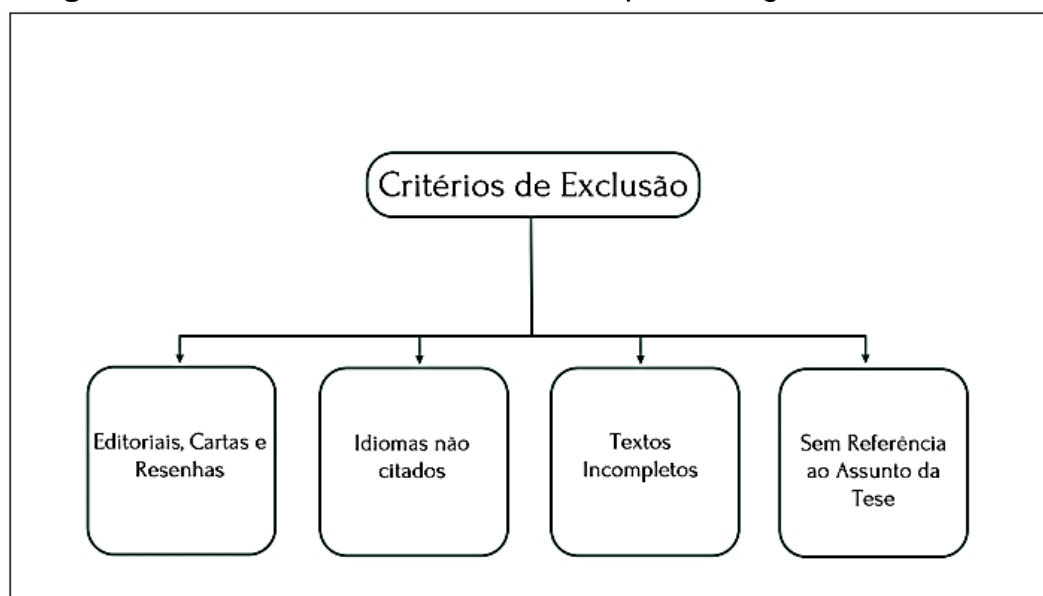 Critérios de Exclusão
Editoriais, Cartas e
Resenhas
Idiomas não
citados
Textos
Incompletos
Sem Referência
ao Assunto da
Tese